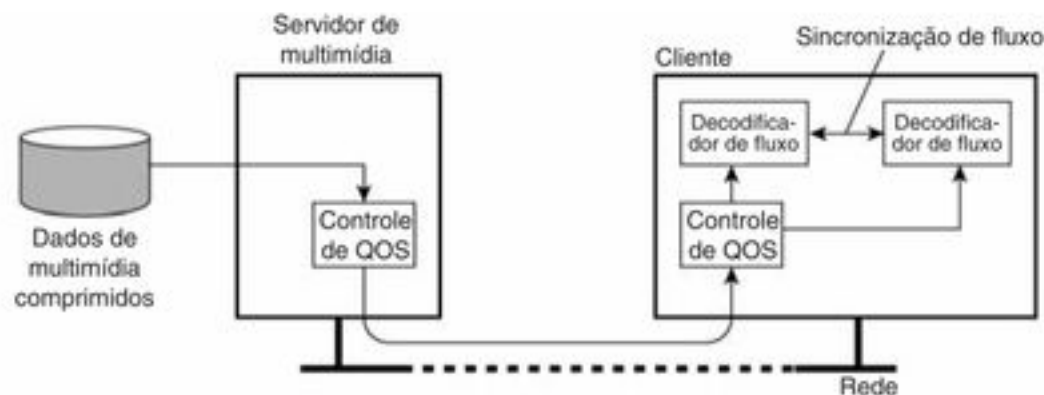 Servidor de
multimídia
Sincronização de fluxo
Cliente
Decodifica-
dor de fluxo
Decodifica-
dor de fluxo
Controle
de QOS
Controle
de QOS
Dados de
multimídia
comprimidos
Rede